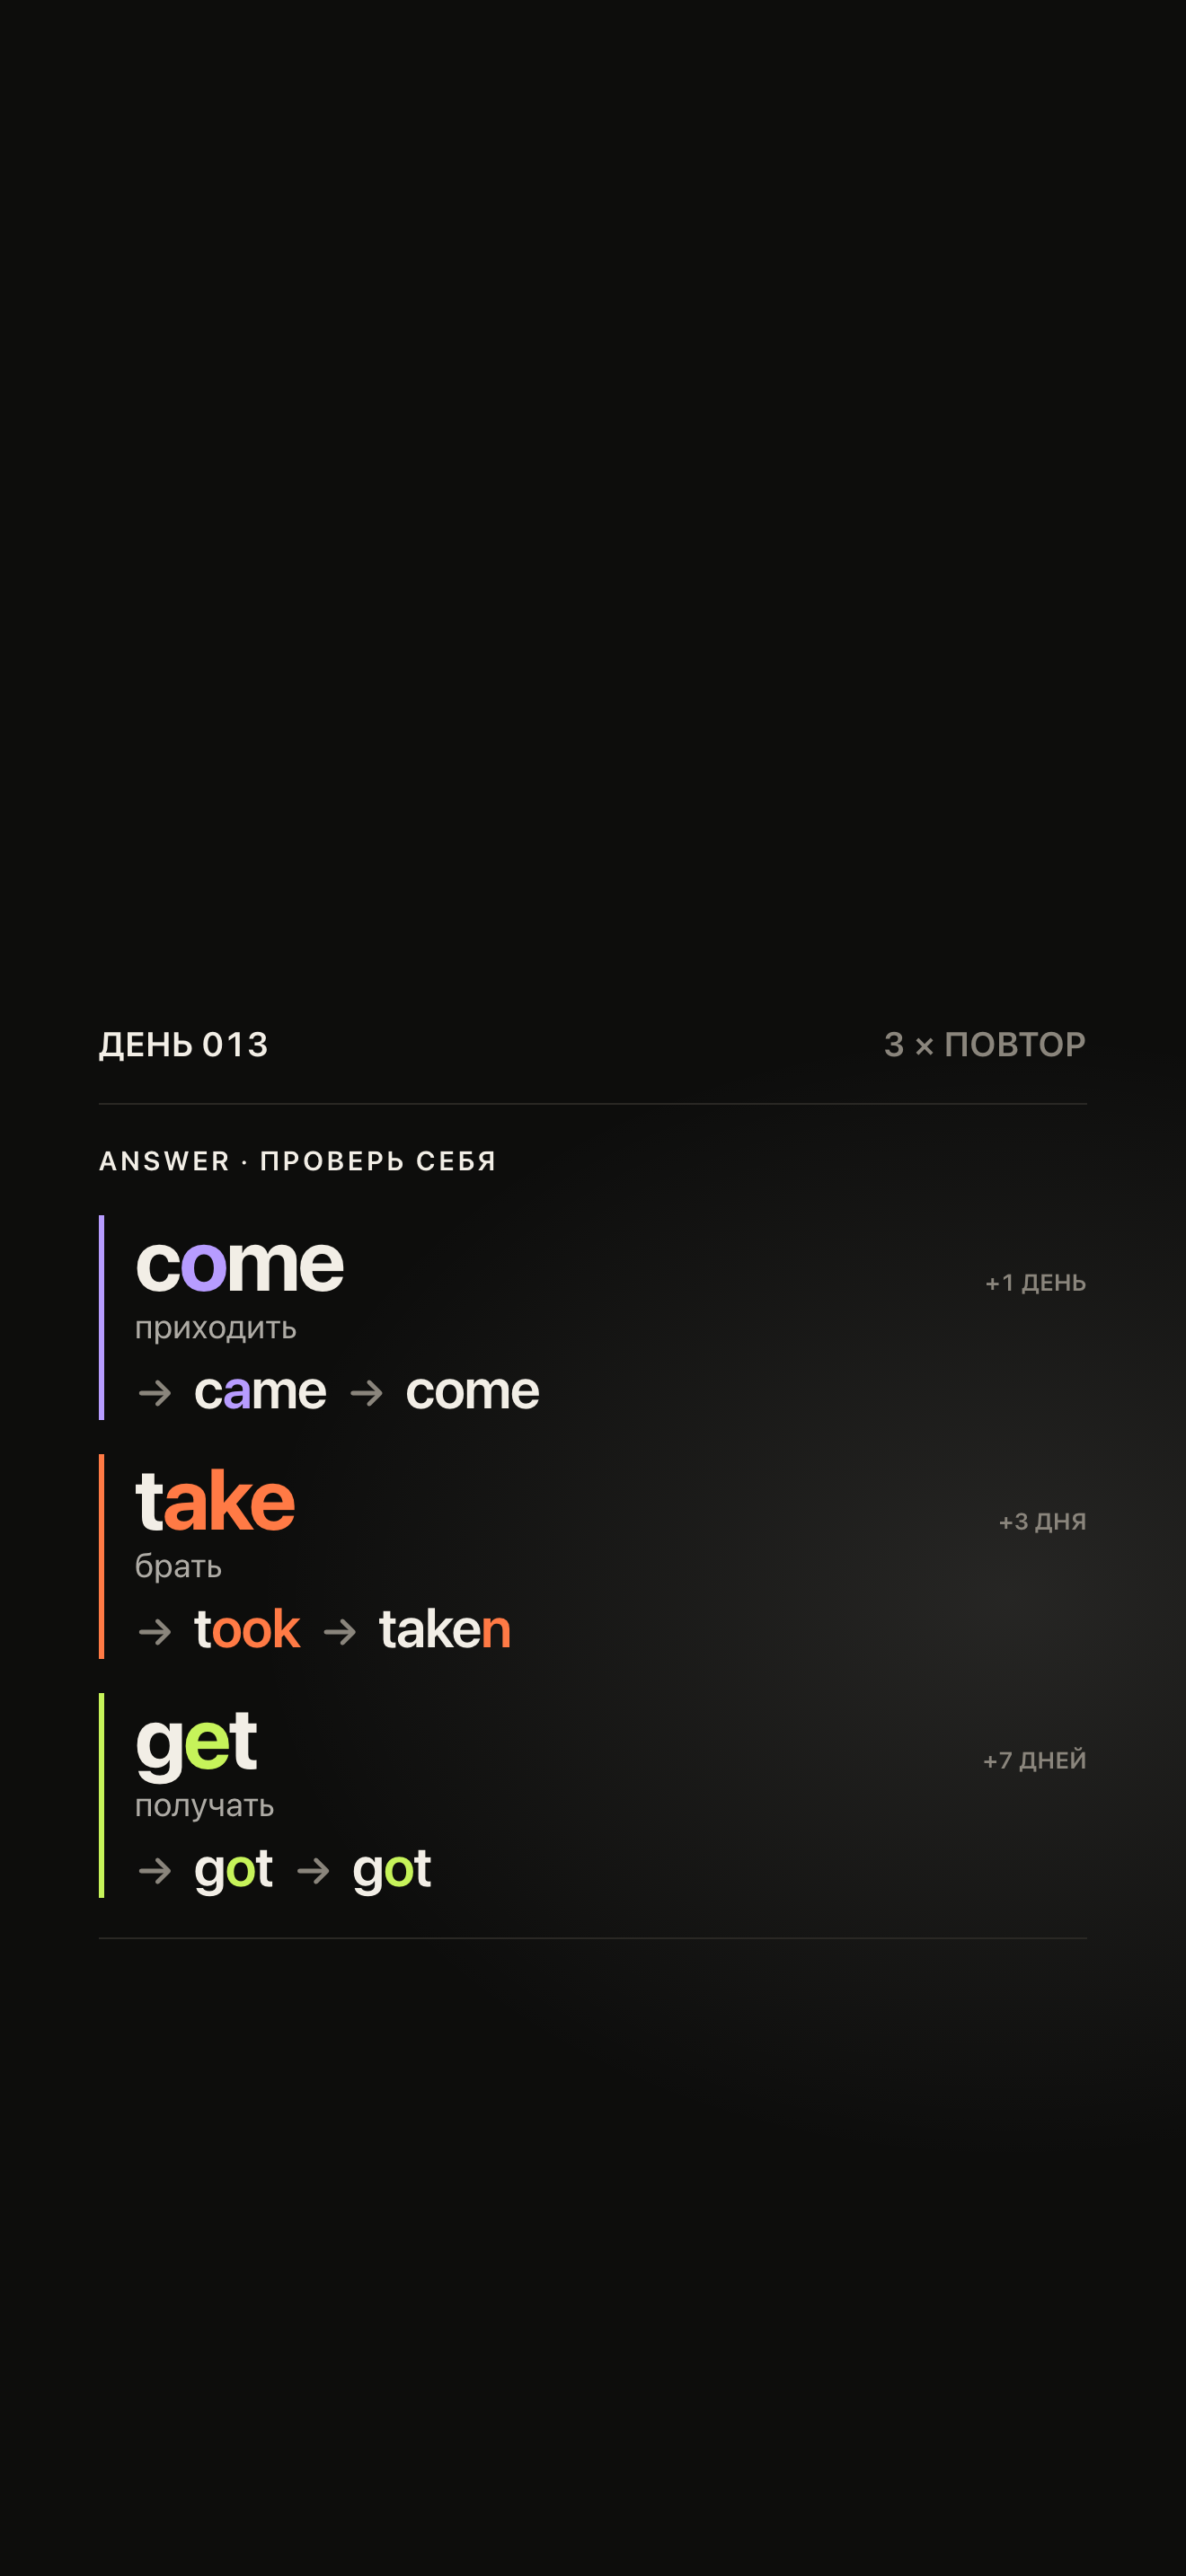 ДЕНЬ 013 3 × ПОВТОР
ANSWER · ПРОВЕРЬ СЕБЯ
come +1 ДЕНЬ
приходить
→ came → come
take +3 ДНЯ
брать
→ took → taken
get +7 ДНЕЙ
получать
→ got → got